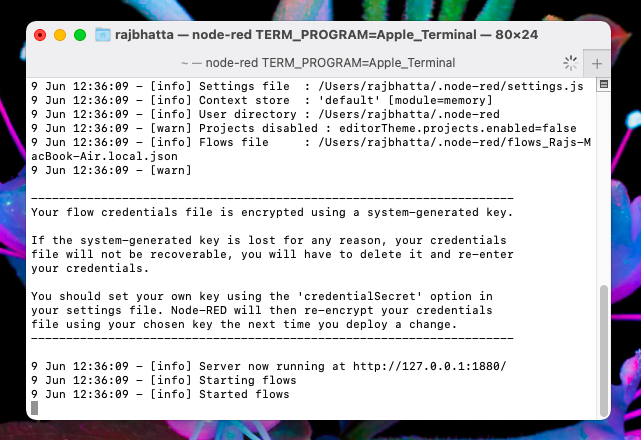 rajbhatta — node-red TERM_PROGRAM=Apple_Terminal — 80×24
~ — node-red TERM_PROGRAM=Apple_Terminal
+
9 Jun 12:36:09 - [info] Settings file  : /Users/rajbhatta/.node-red/settings.js
9 Jun 12:36:09 - [info] Context store  : 'default' [module=memory]
9 Jun 12:36:09 - [info] User directory : /Users/rajbhatta/.node-red
9 Jun 12:36:09 - [warn] Projects disabled : editorTheme.projects.enabled=false
9 Jun 12:36:09 - [info] Flows file     : /Users/rajbhatta/.node-red/flows_Rajs-M
acBook-Air.local.json
9 Jun 12:36:09 - [warn]
---------------------------------------------------------------------
Your flow credentials file is encrypted using a system-generated key.
If the system-generated key is lost for any reason, your credentials
file will not be recoverable, you will have to delete it and re-enter
your credentials.
You should set your own key using the 'credentialSecret' option in
your settings file. Node-RED will then re-encrypt your credentials
file using your chosen key the next time you deploy a change.
---------------------------------------------------------------------
9 Jun 12:36:09 - [info] Server now running at http://127.0.0.1:1880/
9 Jun 12:36:09 - [info] Starting flows
9 Jun 12:36:09 - [info] Started flows